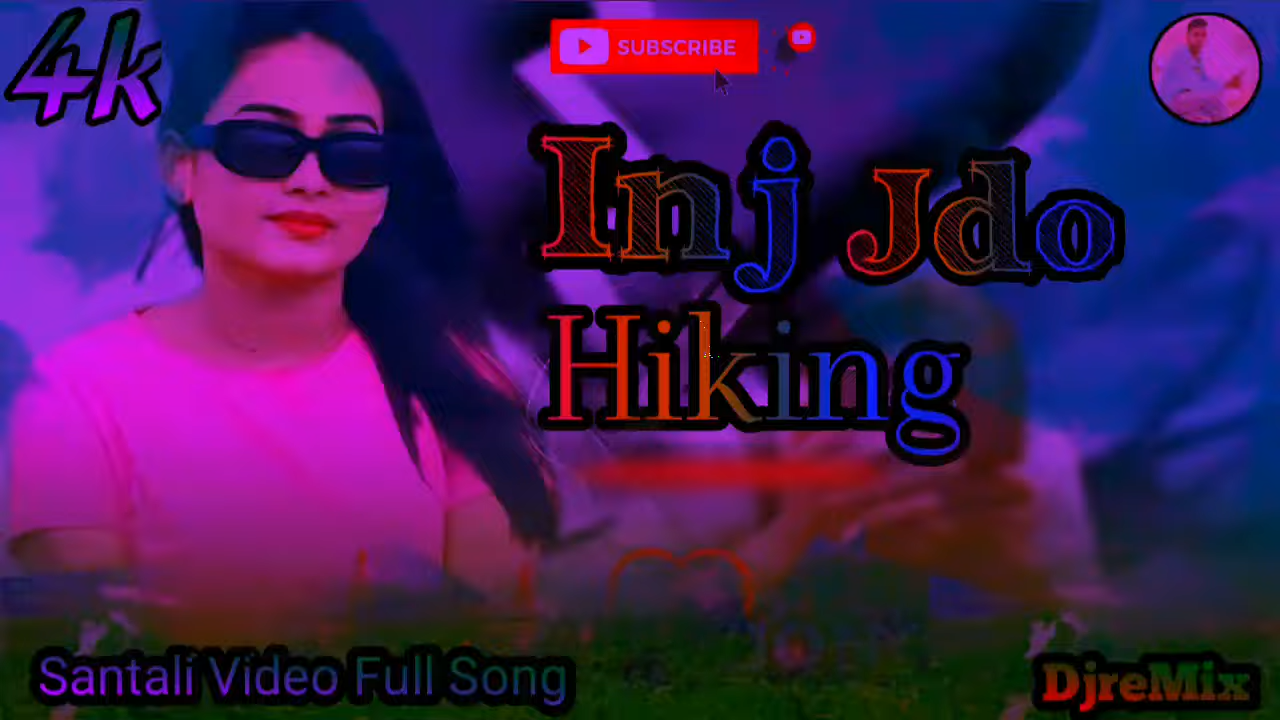 4k
SUBSCRIBE
Inj Jdo
Hiking
Santali Video Full Song
DjreMix